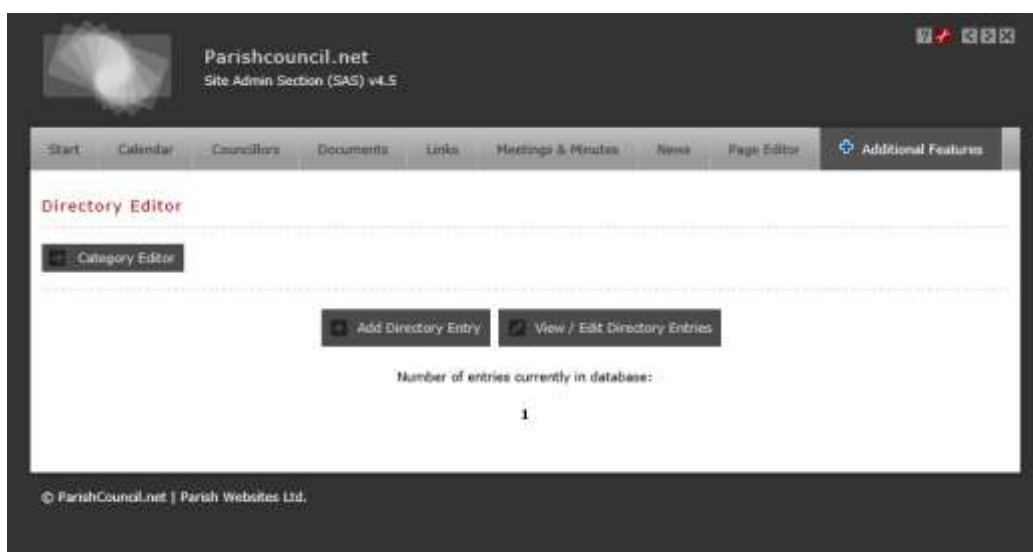 Parishcouncil.net
Site Admin Section (SAS) v4.5
Start Calendar Councillors Documents Links Meetings & Minutes News Page Editor Additional Features
Directory Editor
Category Editor
Add Directory Entry View / Edit Directory Entries
Number of entries currently in database:
1
© ParishCouncil.net | Parish Websites Ltd.